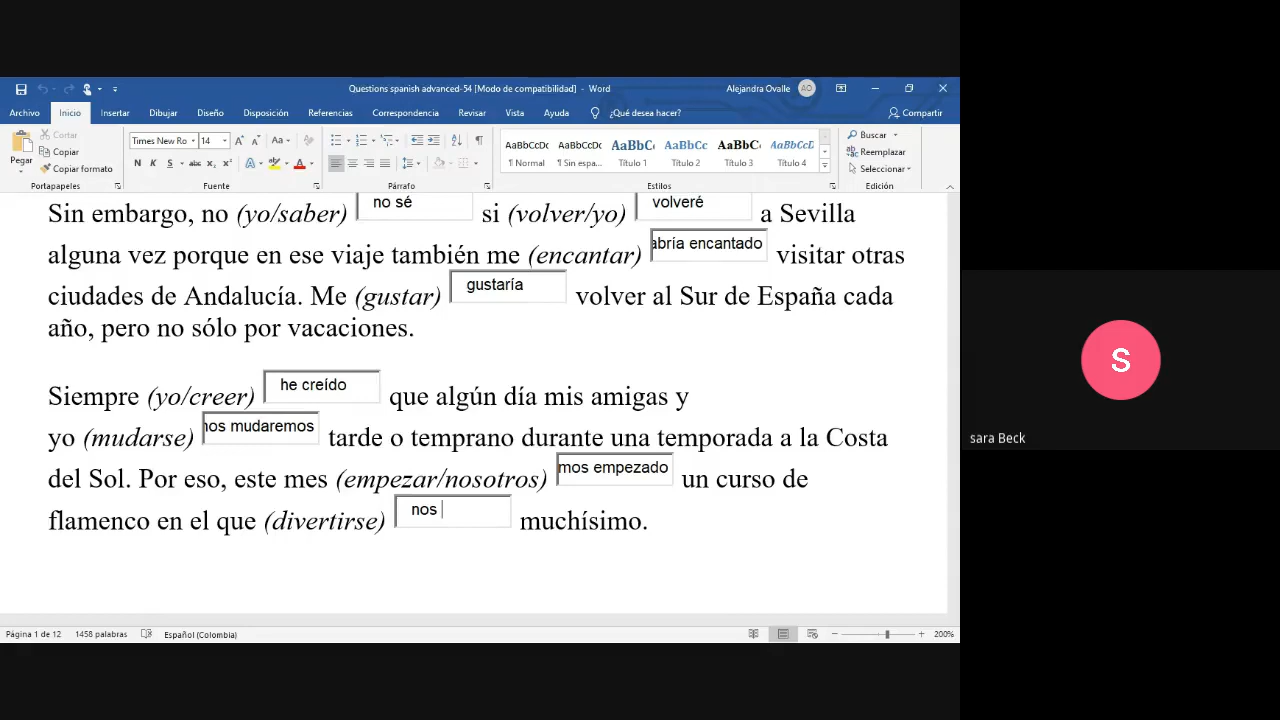 Questions spanish advanced-54 [Modo de compatibilidad] - Word
Alejandra Ovalle
AO
Archivo Inicio Insertar Dibujar Diseño Disposición Referencias Correspondencia Revisar Vista Ayuda ¿Qué desea hacer? Compartir
Pegar
Cortar
Copiar
Copiar formato
Portapapeles
Times New Ro 14
Fuente
Párrafo
AaBbCcDc AaBbCcDc AaBbC AaBbCc AaBbC AaBbCcD
¶ Normal ¶ Sin espa... Título 1 Título 2 Título 3 Título 4
Estilos
Buscar
Reemplazar
Seleccionar
Edición
Sin embargo, no (yo/saber) no sé si (volver/yo) volveré a Sevilla
alguna vez porque en ese viaje también me (encantar) abría encantado visitar otras
ciudades de Andalucía. Me (gustar) gustaría volver al Sur de España cada
año, pero no sólo por vacaciones.
Siempre (yo/creer) he creído que algún día mis amigas y
yo (mudarse) nos mudaremos tarde o temprano durante una temporada a la Costa
del Sol. Por eso, este mes (empezar/nosotros) mos empezado un curso de
flamenco en el que (divertirse) nos muchísimo.
Página 1 de 12 1458 palabras Español (Colombia) 200%
S
sara Beck